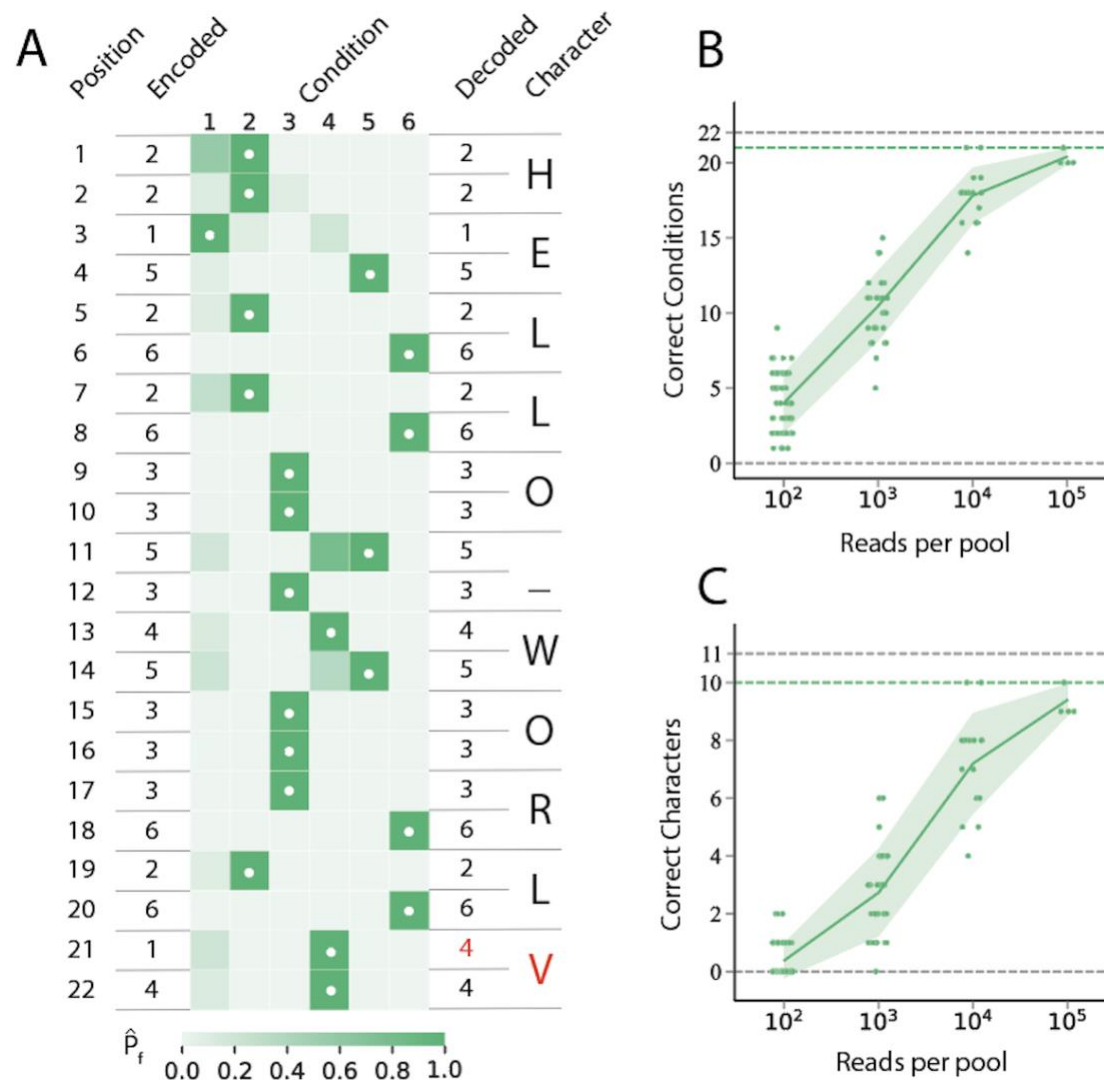 A
Position Encoded Condition Decoded Character
1 2 3 4 5 6
1 2 2
H
2 2 2
3 1 1
E
4 5 5
5 2 2
L
6 6 6
7 2 2
L
8 6 6
9 3 3
O
10 3 3
11 5 5
12 3 3 —
13 4 4
W
14 5 5
15 3 3
O
16 3 3
17 3 3
R
18 6 6
19 2 2
L
20 6 6
21 1 4
V
22 4 4
P̂f
0.0 0.2 0.4 0.6 0.8 1.0
B
Correct Conditions
22
20
15
10
5
0
10² 10³ 10⁴ 10⁵
Reads per pool
C
Correct Characters
11
10
8
6
4
2
0
10² 10³ 10⁴ 10⁵
Reads per pool